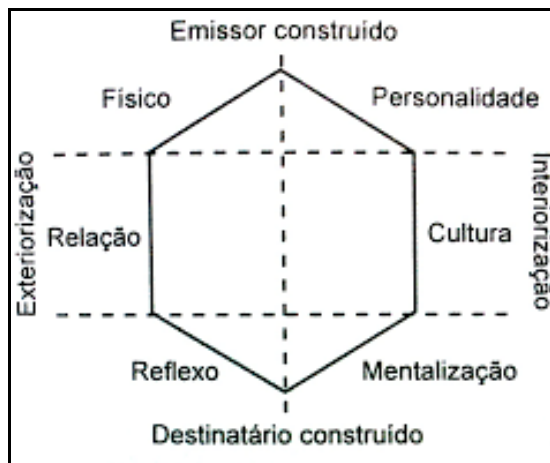 Emissor construído
Físico
Personalidade
Exteriorização
Interiorização
Relação
Cultura
Reflexo
Mentalização
Destinatário construído